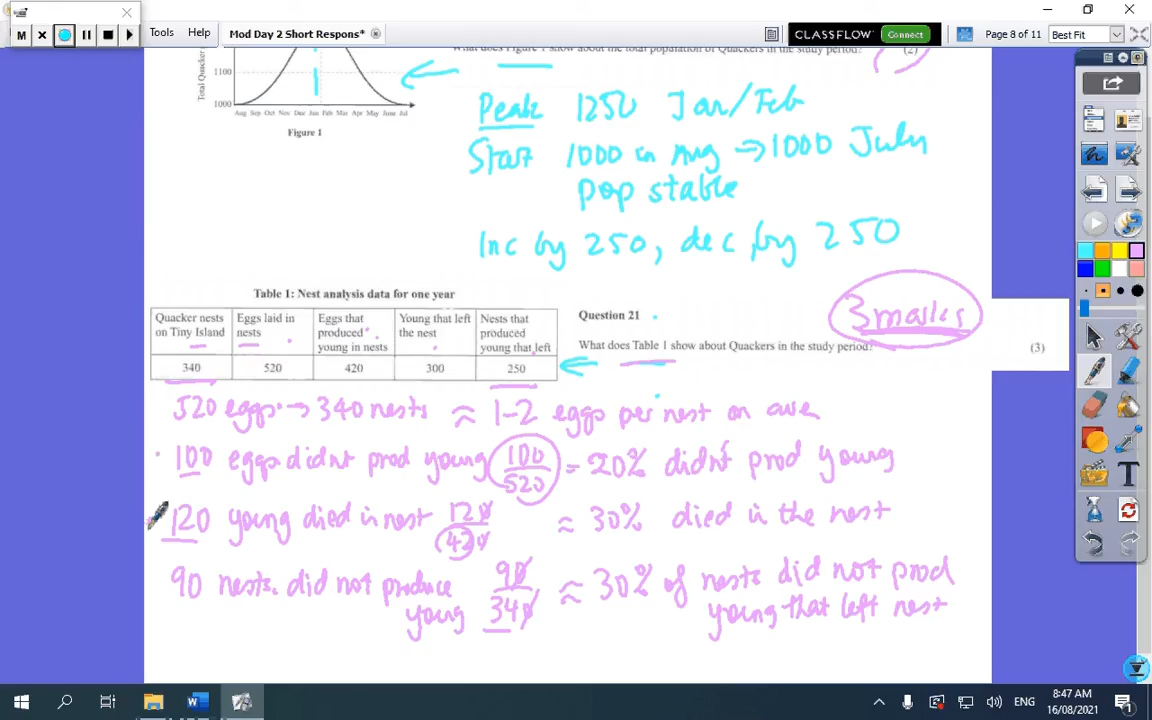 M
Tools Help Mod Day 2 Short Respons*
CLASSFLOW Connect
Page 8 of 11 Best Fit
What does Figure 1 show about the total population of Quackers in the study period?
(2)
Total Quackers
1100
1000
Aug Sep Oct Nov Dec Jan Feb Mar Apr May June Jul
Figure 1
Peak 1250 Jan/Feb
Start 1000 in Aug → 1000 July
Pop stable
Inc by 250, dec by 250
Table 1: Nest analysis data for one year
Quacker nests on Tiny Island | Eggs laid in nests | Eggs that produced young in nests | Young that left the nest | Nests that produced young that left
340 | 520 | 420 | 300 | 250
Question 21
3 marks
What does Table 1 show about Quackers in the study period?
(3)
520 eggs → 340 nests ≈ 1-2 eggs per nest on ave
100 eggs didnt prod young 100/520 = 20% didn't prod young
120 young died in nest 120/420 ≈ 30% died in the nest
90 nests did not produce young 90/340 ≈ 30% of nests did not prod
young that left nest
T
ENG
8:47 AM
16/08/2021
1